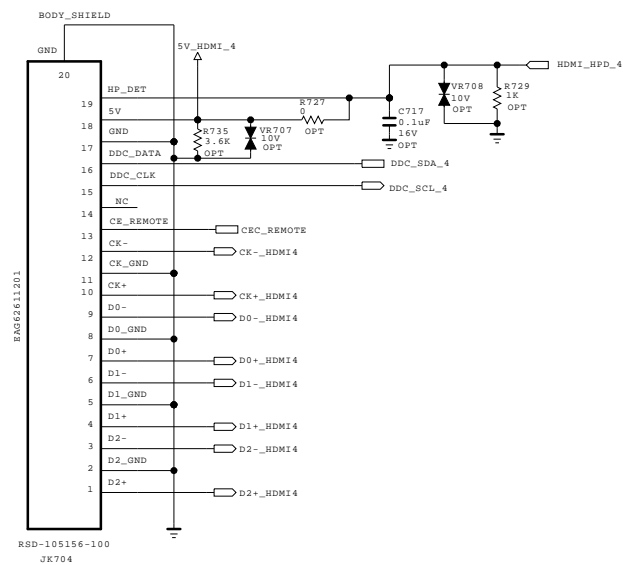 BODY_SHIELD
GND
20
5V_HDMI_4
HDMI_HPD_4
HP_DET
19
R727
0
OPT
VR708
10V
OPT
R729
1K
OPT
C717
0.1uF
16V
OPT
5V
18
R735
3.6K
OPT
VR707
10V
OPT
GND
17
DDC_DATA
16
DDC_SDA_4
DDC_CLK
15
DDC_SCL_4
NC
14
CE_REMOTE
13
CEC_REMOTE
CK-
12
CK-_HDMI4
CK_GND
11
CK+
10
CK+_HDMI4
D0-
9
D0-_HDMI4
D0_GND
8
D0+
7
D0+_HDMI4
D1-
6
D1-_HDMI4
D1_GND
5
D1+
4
D1+_HDMI4
D2-
3
D2-_HDMI4
D2_GND
2
D2+
1
D2+_HDMI4
EAG62611201
RSD-105156-100
JK704